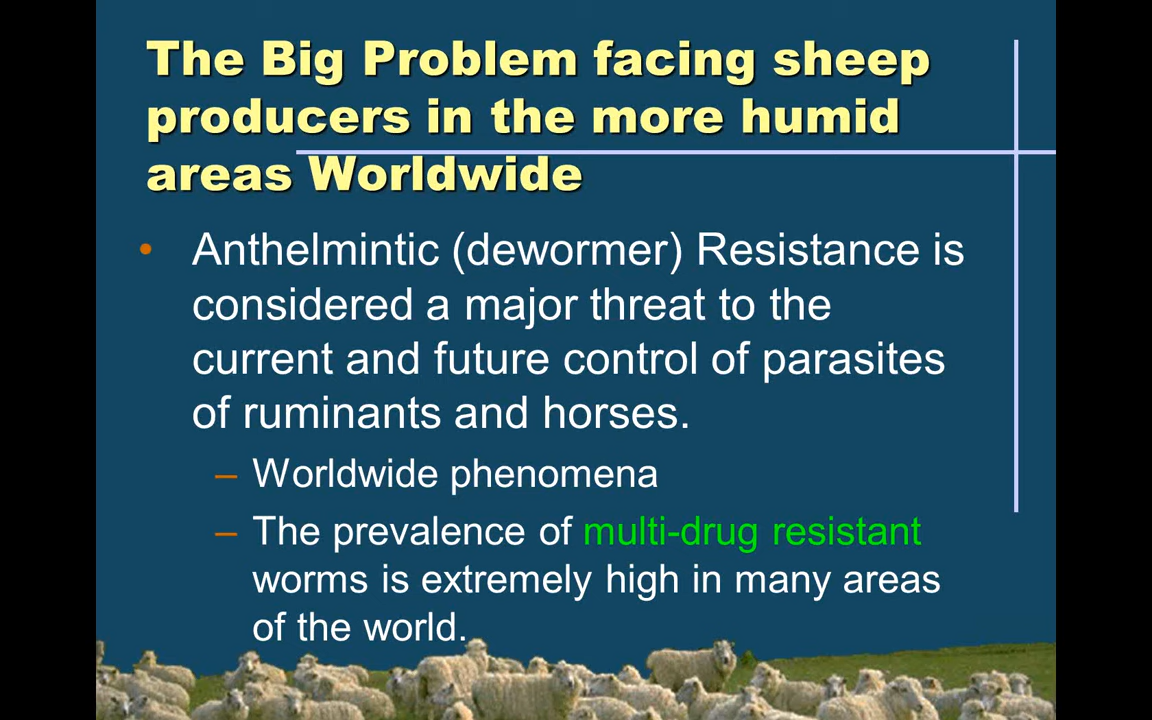 The Big Problem facing sheep
producers in the more humid
areas Worldwide
• Anthelmintic (dewormer) Resistance is
considered a major threat to the
current and future control of parasites
of ruminants and horses.
– Worldwide phenomena
– The prevalence of multi-drug resistant
worms is extremely high in many areas
of the world.